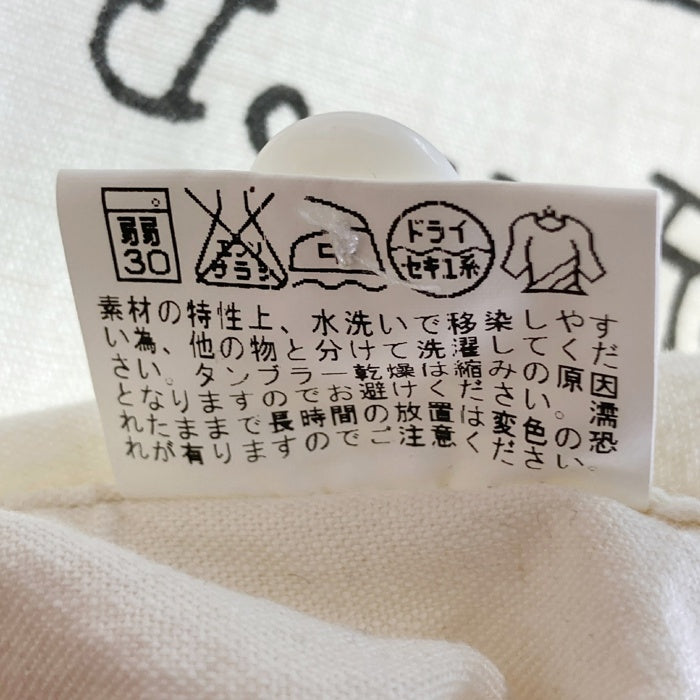 弱
30
エンソ
サラシ
ドライ
セキユ系
素材の特性上、水洗いで移染しやす
い為、他の物と分けて洗濯してくだ
さい。タンブラー乾燥は縮みの原因
となりますのでお避けください。濡
れたままで長時間の放置は変色の恐
れが有りますのでご注意ください。